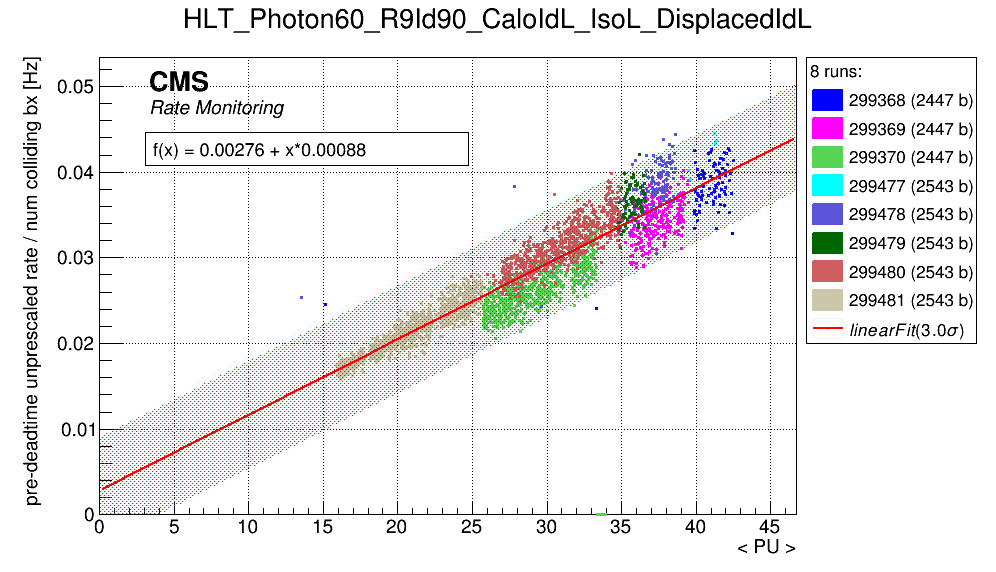 HLT_Photon60_R9Id90_CaloIdL_IsoL_DisplacedIdL
pre-deadtime unprescaled rate / num colliding bx [Hz]
CMS
Rate Monitoring
f(x) = 0.00276 + x*0.00088
0.05
0.04
0.03
0.02
0.01
0
0 5 10 15 20 25 30 35 40 45
< PU >
8 runs:
299368 (2447 b)
299369 (2447 b)
299370 (2447 b)
299477 (2543 b)
299478 (2543 b)
299479 (2543 b)
299480 (2543 b)
299481 (2543 b)
linearFit(3.0σ)